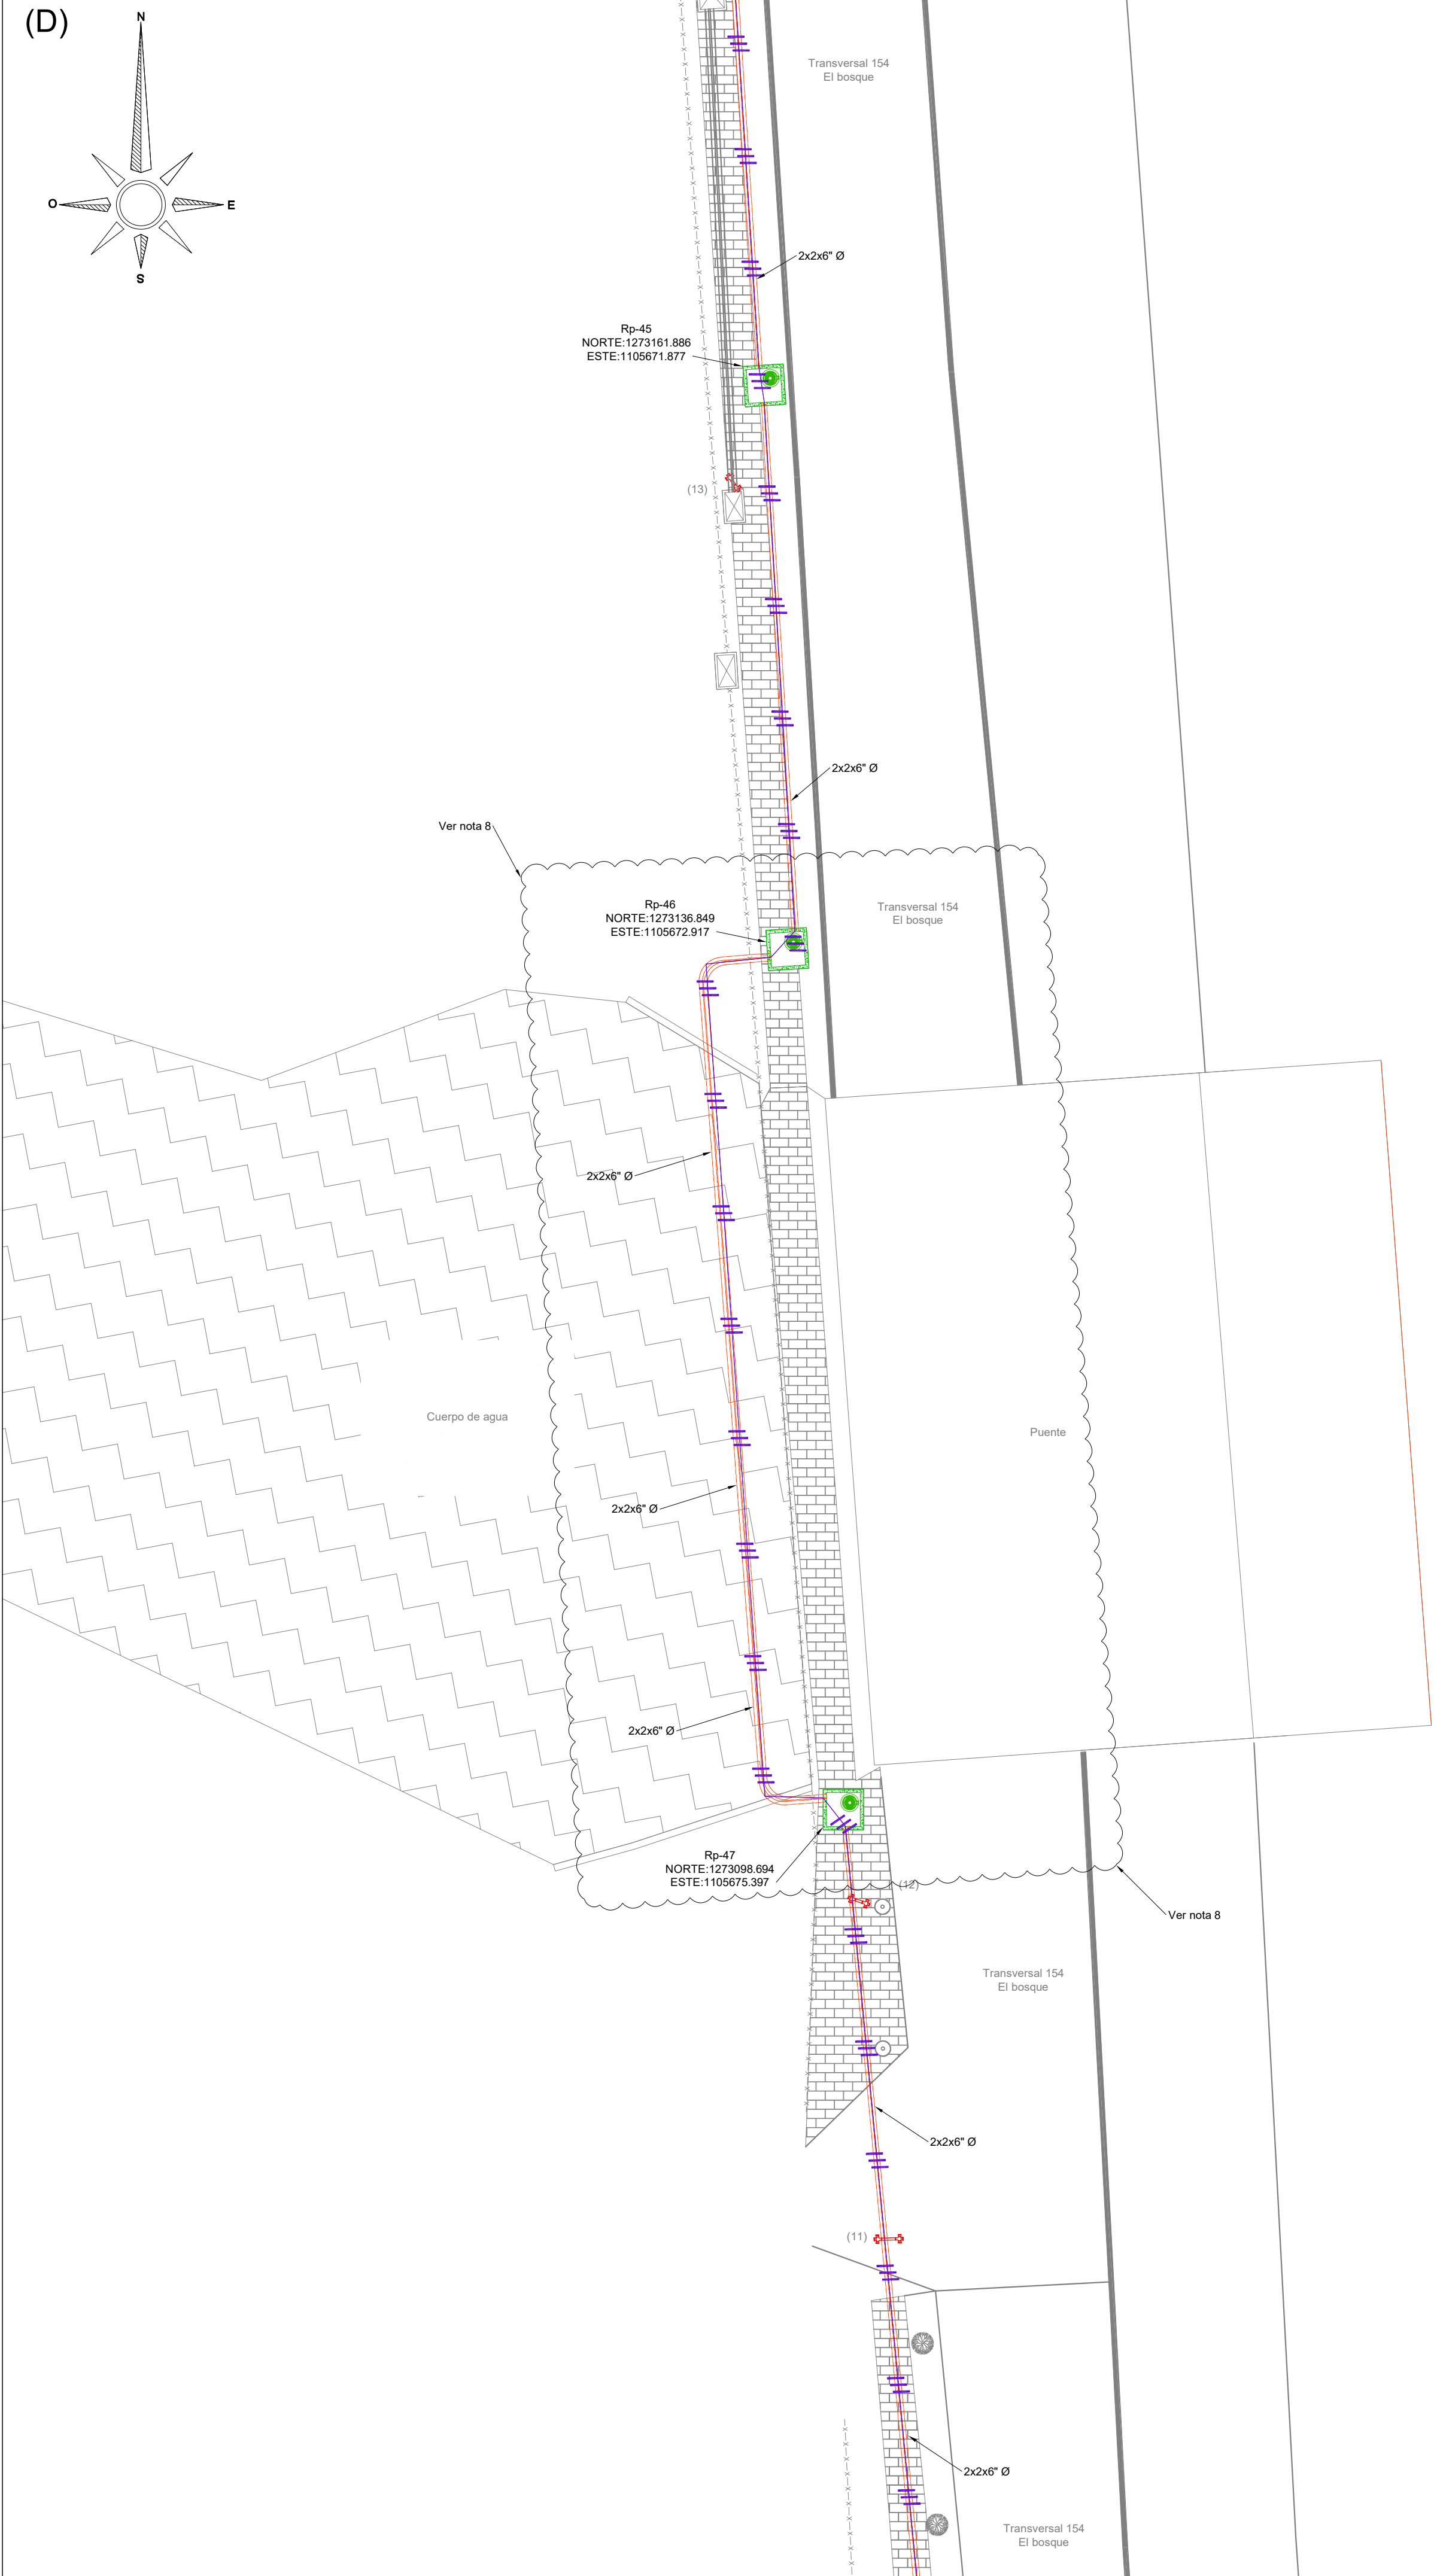 (D)
N
O
E
S
Transversal 154
El bosque
2x2x6" Ø
Rp-45
NORTE:1273161.886
ESTE:1105671.877
(13)
2x2x6" Ø
Ver nota 8
Rp-46
NORTE:1273136.849
ESTE:1105672.917
Transversal 154
El bosque
2x2x6" Ø
Cuerpo de agua
Puente
2x2x6" Ø
2x2x6" Ø
Rp-47
NORTE:1273098.694
ESTE:1105675.397
(12)
Ver nota 8
Transversal 154
El bosque
2x2x6" Ø
(11)
2x2x6" Ø
Transversal 154
El bosque